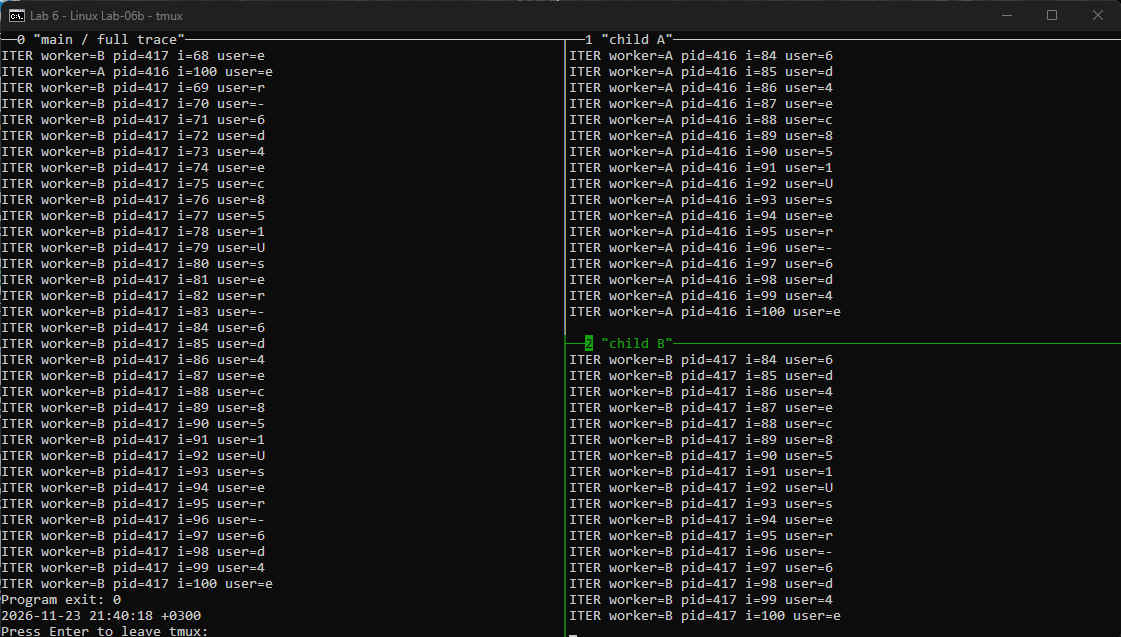 Lab 6 - Linux Lab-06b - tmux
0 "main / full trace"
ITER worker=B pid=417 i=68 user=e
ITER worker=A pid=416 i=100 user=e
ITER worker=B pid=417 i=69 user=r
ITER worker=B pid=417 i=70 user=-
ITER worker=B pid=417 i=71 user=6
ITER worker=B pid=417 i=72 user=d
ITER worker=B pid=417 i=73 user=4
ITER worker=B pid=417 i=74 user=e
ITER worker=B pid=417 i=75 user=c
ITER worker=B pid=417 i=76 user=8
ITER worker=B pid=417 i=77 user=5
ITER worker=B pid=417 i=78 user=1
ITER worker=B pid=417 i=79 user=U
ITER worker=B pid=417 i=80 user=s
ITER worker=B pid=417 i=81 user=e
ITER worker=B pid=417 i=82 user=r
ITER worker=B pid=417 i=83 user=-
ITER worker=B pid=417 i=84 user=6
ITER worker=B pid=417 i=85 user=d
ITER worker=B pid=417 i=86 user=4
ITER worker=B pid=417 i=87 user=e
ITER worker=B pid=417 i=88 user=c
ITER worker=B pid=417 i=89 user=8
ITER worker=B pid=417 i=90 user=5
ITER worker=B pid=417 i=91 user=1
ITER worker=B pid=417 i=92 user=U
ITER worker=B pid=417 i=93 user=s
ITER worker=B pid=417 i=94 user=e
ITER worker=B pid=417 i=95 user=r
ITER worker=B pid=417 i=96 user=-
ITER worker=B pid=417 i=97 user=6
ITER worker=B pid=417 i=98 user=d
ITER worker=B pid=417 i=99 user=4
ITER worker=B pid=417 i=100 user=e
Program exit: 0
2026-11-23 21:40:18 +0300
Press Enter to leave tmux:
1 "child A"
ITER worker=A pid=416 i=84 user=6
ITER worker=A pid=416 i=85 user=d
ITER worker=A pid=416 i=86 user=4
ITER worker=A pid=416 i=87 user=e
ITER worker=A pid=416 i=88 user=c
ITER worker=A pid=416 i=89 user=8
ITER worker=A pid=416 i=90 user=5
ITER worker=A pid=416 i=91 user=1
ITER worker=A pid=416 i=92 user=U
ITER worker=A pid=416 i=93 user=s
ITER worker=A pid=416 i=94 user=e
ITER worker=A pid=416 i=95 user=r
ITER worker=A pid=416 i=96 user=-
ITER worker=A pid=416 i=97 user=6
ITER worker=A pid=416 i=98 user=d
ITER worker=A pid=416 i=99 user=4
ITER worker=A pid=416 i=100 user=e
2 "child B"
ITER worker=B pid=417 i=84 user=6
ITER worker=B pid=417 i=85 user=d
ITER worker=B pid=417 i=86 user=4
ITER worker=B pid=417 i=87 user=e
ITER worker=B pid=417 i=88 user=c
ITER worker=B pid=417 i=89 user=8
ITER worker=B pid=417 i=90 user=5
ITER worker=B pid=417 i=91 user=1
ITER worker=B pid=417 i=92 user=U
ITER worker=B pid=417 i=93 user=s
ITER worker=B pid=417 i=94 user=e
ITER worker=B pid=417 i=95 user=r
ITER worker=B pid=417 i=96 user=-
ITER worker=B pid=417 i=97 user=6
ITER worker=B pid=417 i=98 user=d
ITER worker=B pid=417 i=99 user=4
ITER worker=B pid=417 i=100 user=e